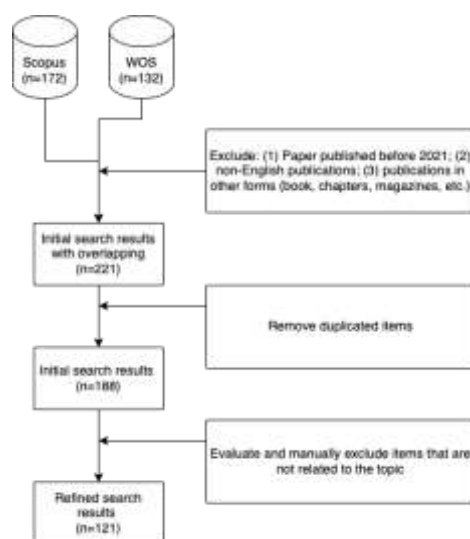 Scopus
(n=172)
WOS
(n=132)
Exclude: (1) Paper published before 2021; (2)
non-English publications; (3) publications in
other forms (book, chapters, magazines, etc.)
Initial search results
with overlapping
(n=221)
Remove duplicated items
Initial search results
(n=188)
Evaluate and manually exclude items that are
not related to the topic
Refined search
results
(n=121)